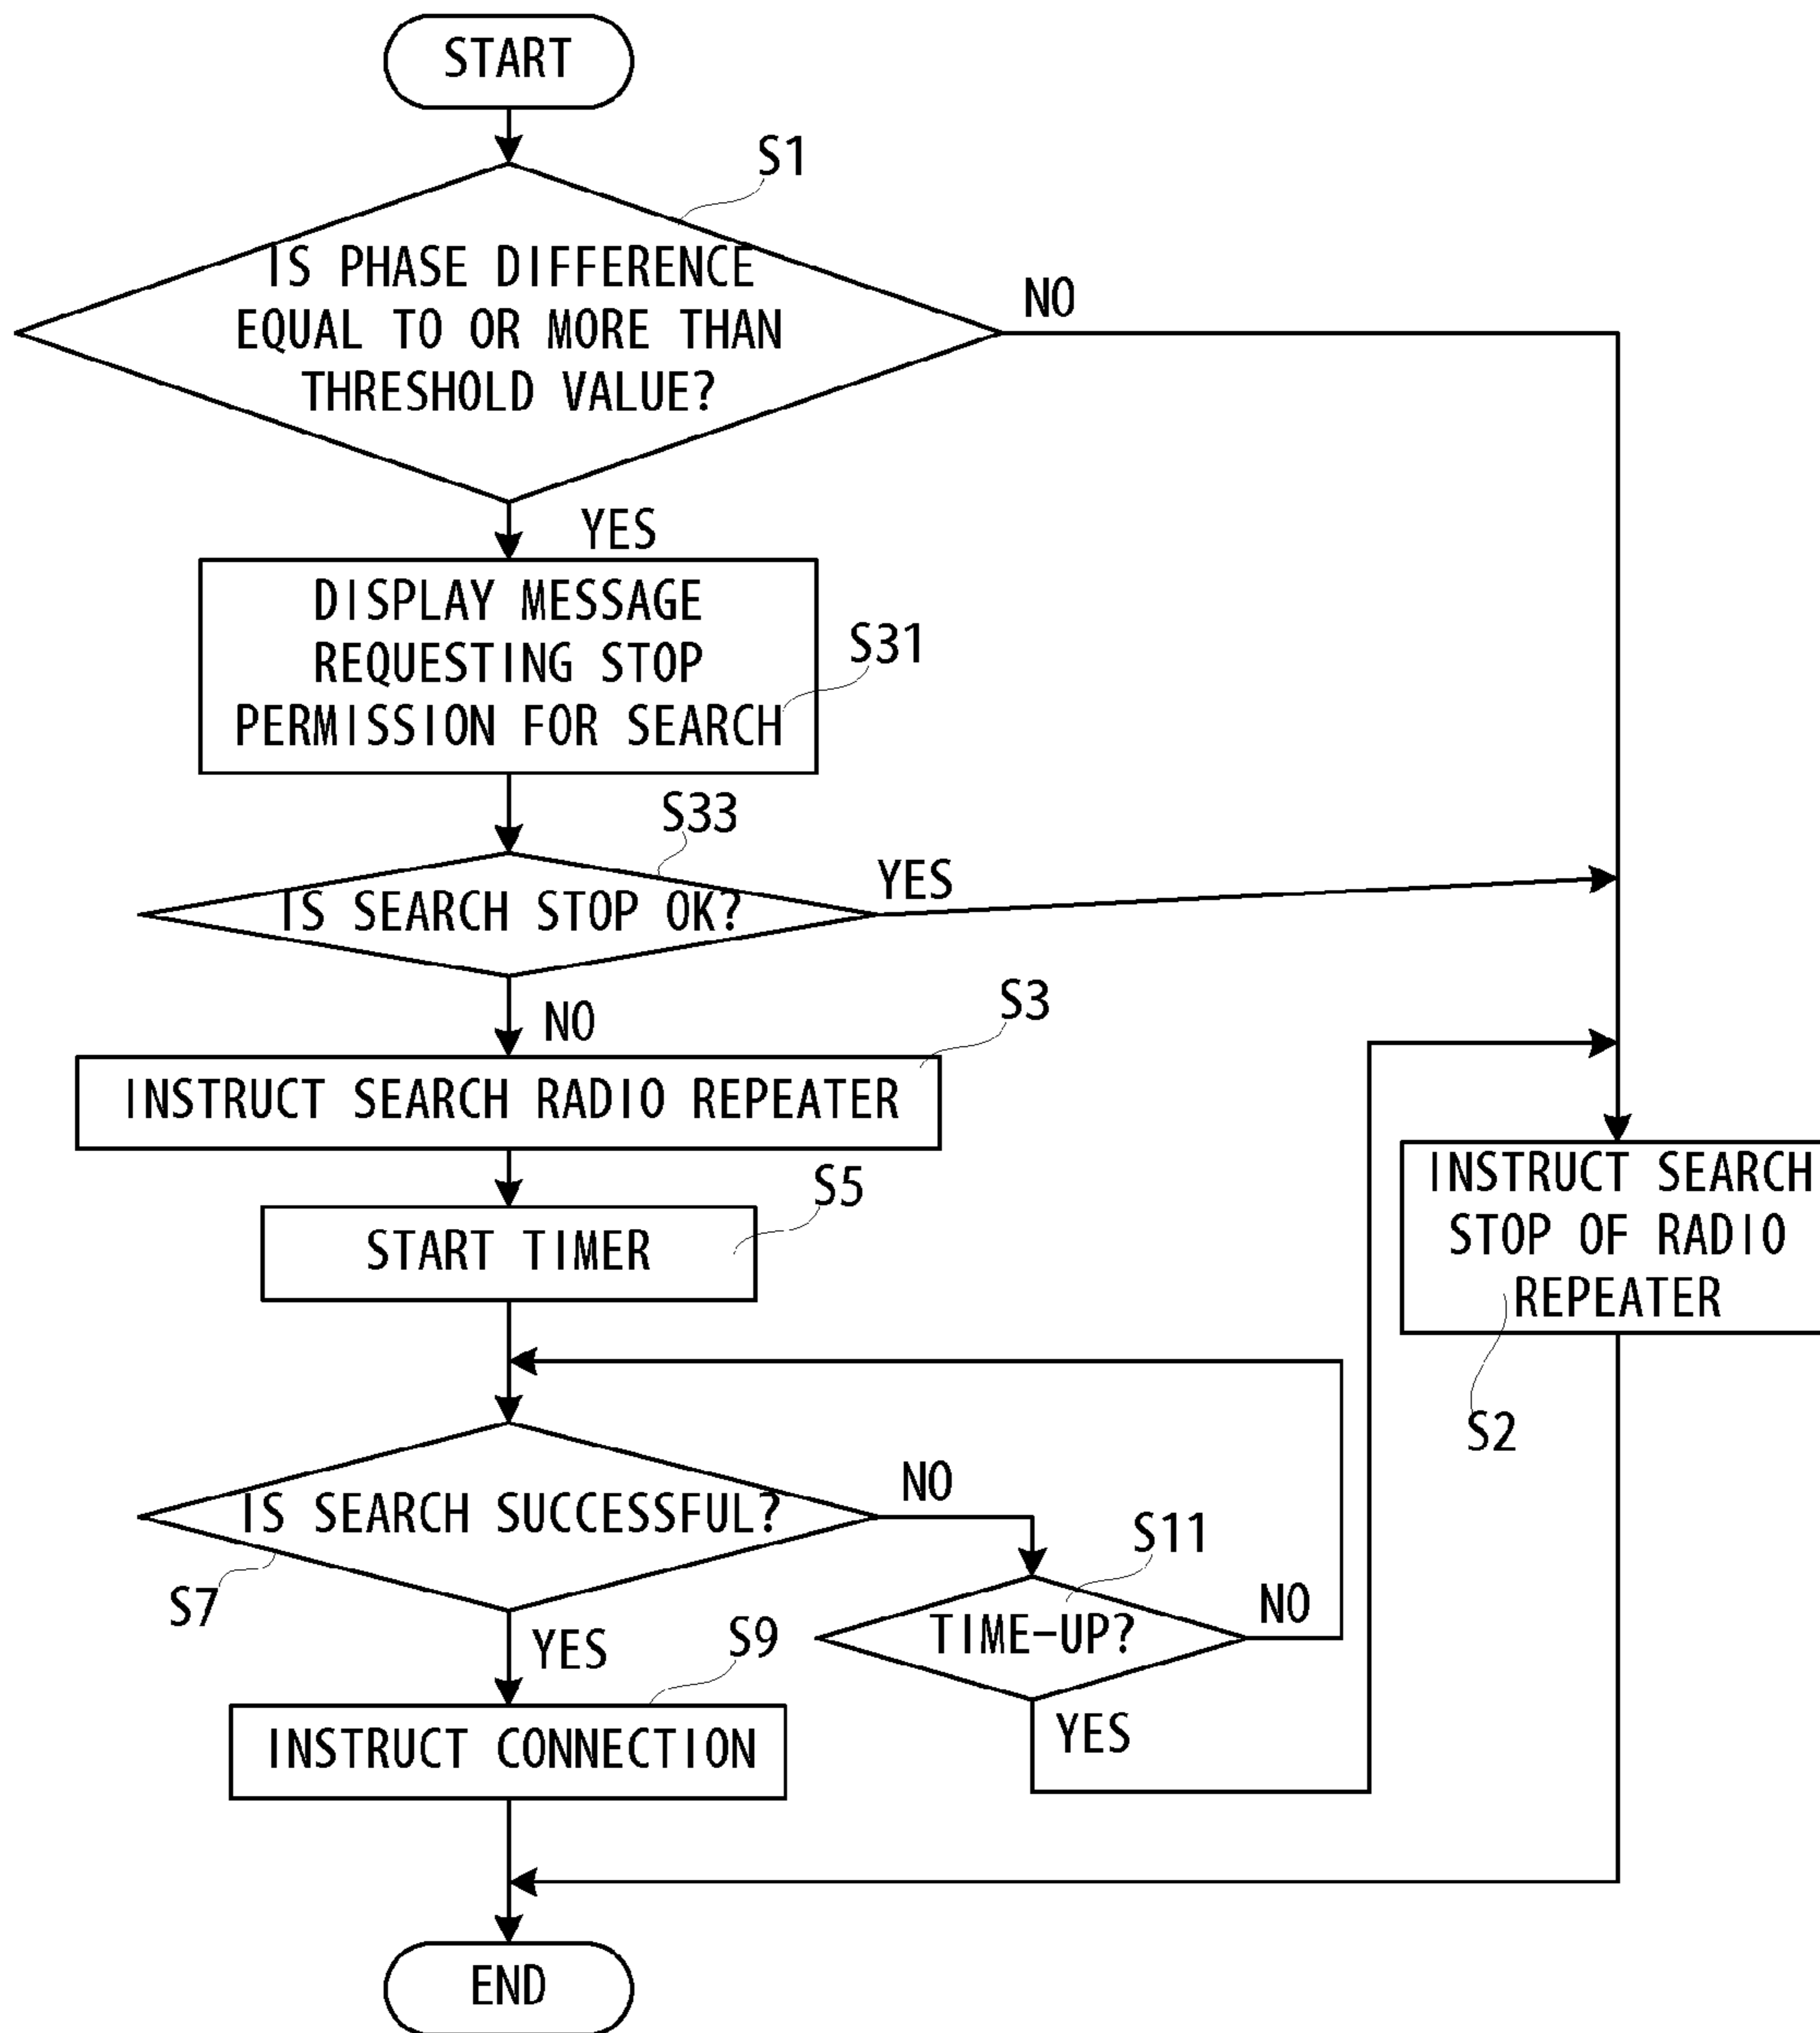 START
S1
IS PHASE DIFFERENCE
EQUAL TO OR MORE THAN
THRESHOLD VALUE?
NO
YES
DISPLAY MESSAGE
REQUESTING STOP
PERMISSION FOR SEARCH
S31
S33
IS SEARCH STOP OK?
YES
NO
S3
INSTRUCT SEARCH RADIO REPEATER
S5
START TIMER
INSTRUCT SEARCH
STOP OF RADIO
REPEATER
S2
IS SEARCH SUCCESSFUL?
NO
S7
S11
TIME-UP?
NO
YES
YES
S9
INSTRUCT CONNECTION
END